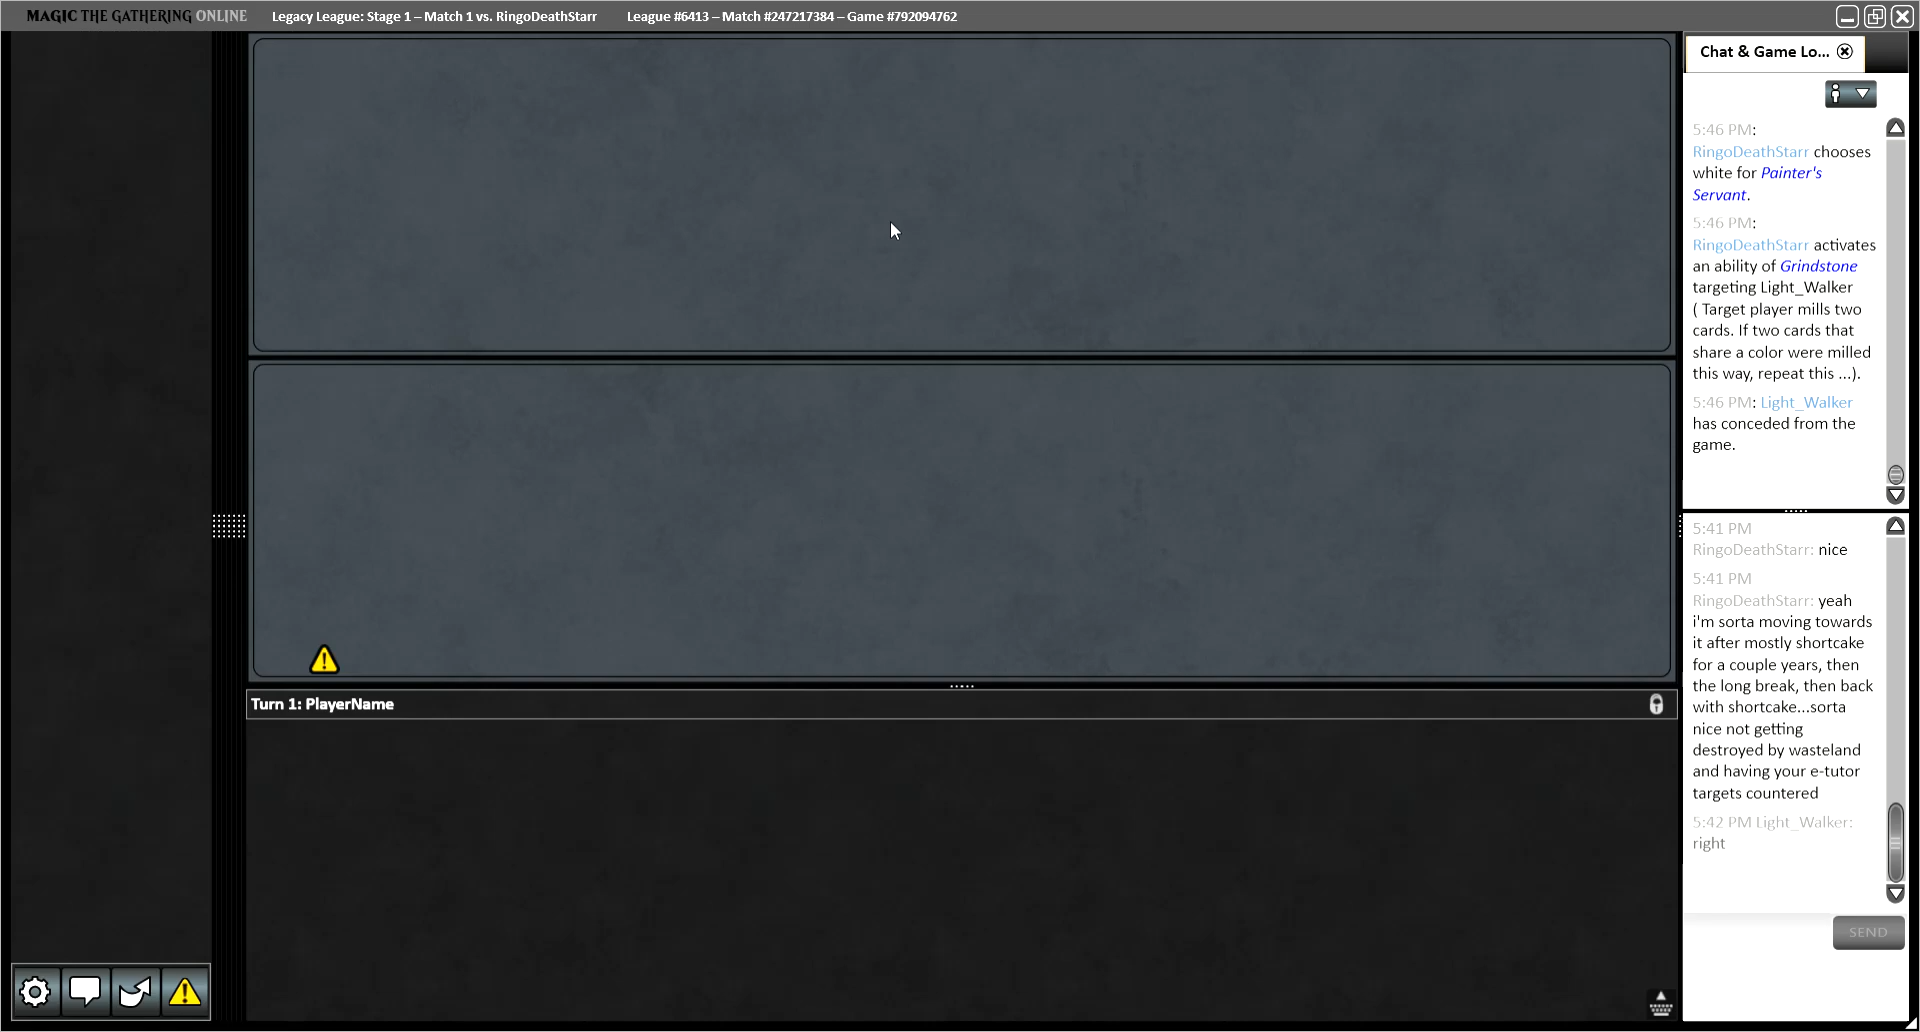 MAGIC THE GATHERING ONLINE
Legacy League: Stage 1 – Match 1 vs. RingoDeathStarr
League #6413 – Match #247217384 – Game #792094762
Chat & Game Lo...
5:46 PM:
RingoDeathStarr chooses
white for Painter's
Servant.
5:46 PM:
RingoDeathStarr activates
an ability of Grindstone
targeting Light_Walker
( Target player mills two
cards. If two cards that
share a color were milled
this way, repeat this ...).
5:46 PM: Light_Walker
has conceded from the
game.
5:41 PM
RingoDeathStarr: nice
5:41 PM
RingoDeathStarr: yeah
i'm sorta moving towards
it after mostly shortcake
for a couple years, then
the long break, then back
with shortcake...sorta
nice not getting
destroyed by wasteland
and having your e-tutor
targets countered
5:42 PM Light_Walker:
right
SEND
Turn 1: PlayerName